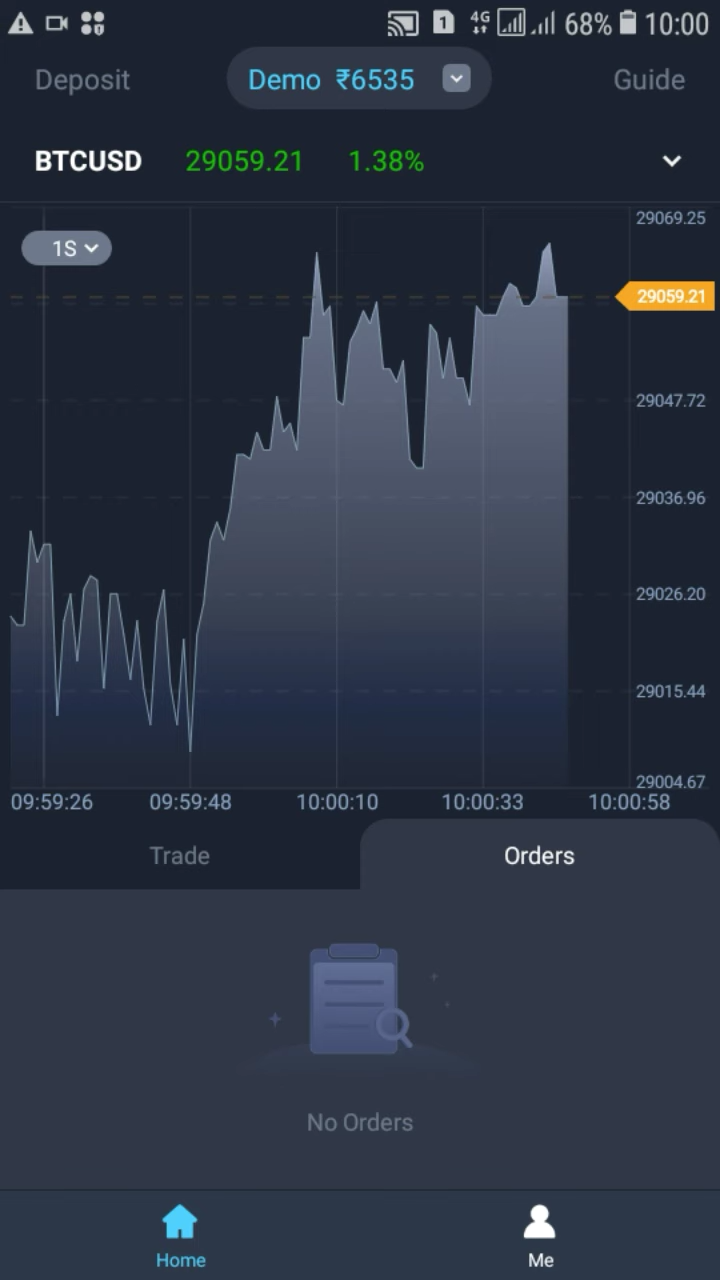 1 4G 68% 10:00
Deposit Demo ₹6535 Guide
BTCUSD 29059.21 1.38%
29069.25
1S
29059.21
29047.72
29036.96
29026.20
29015.44
29004.67
09:59:26 09:59:48 10:00:10 10:00:33 10:00:58
Trade Orders
No Orders
Home Me